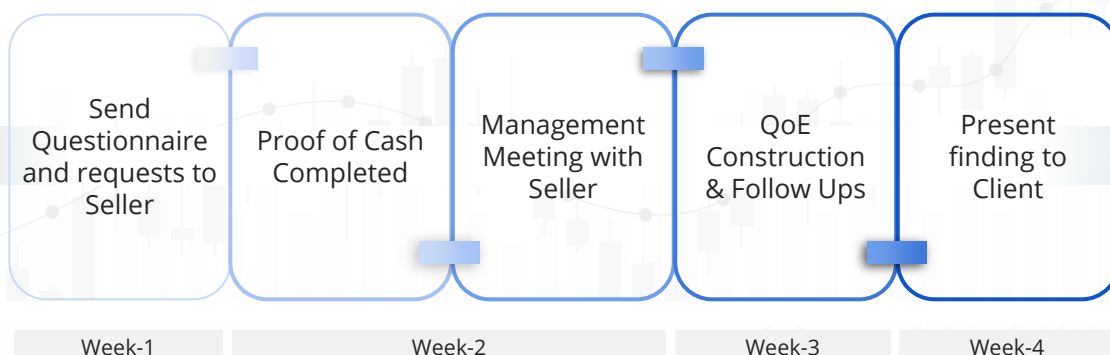 Send
Questionnaire
and requests to
Seller
Proof of Cash
Completed
Management
Meeting with
Seller
QoE
Construction
& Follow Ups
Present
finding to
Client
Week-1
Week-2
Week-3
Week-4